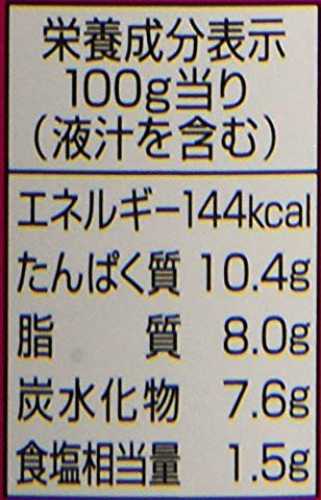 栄養成分表示
100g当り
(液汁を含む)
エネルギー144kcal
たんぱく質 10.4g
脂質 8.0g
炭水化物 7.6g
食塩相当量 1.5g